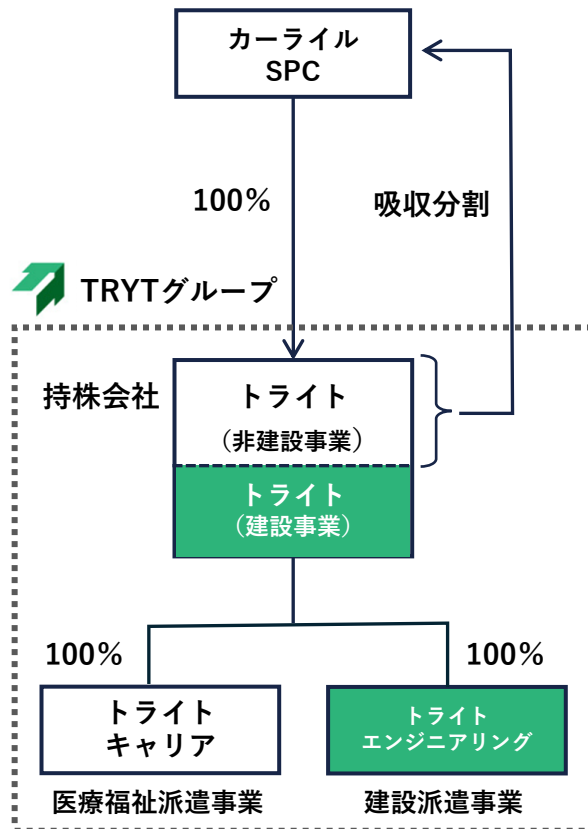 カーライル
SPC
100%
吸収分割
TRYTグループ
持株会社
トライト
（非建設事業）
トライト
（建設事業）
100%
100%
トライト
キャリア
トライト
エンジニアリング
医療福祉派遣事業
建設派遣事業